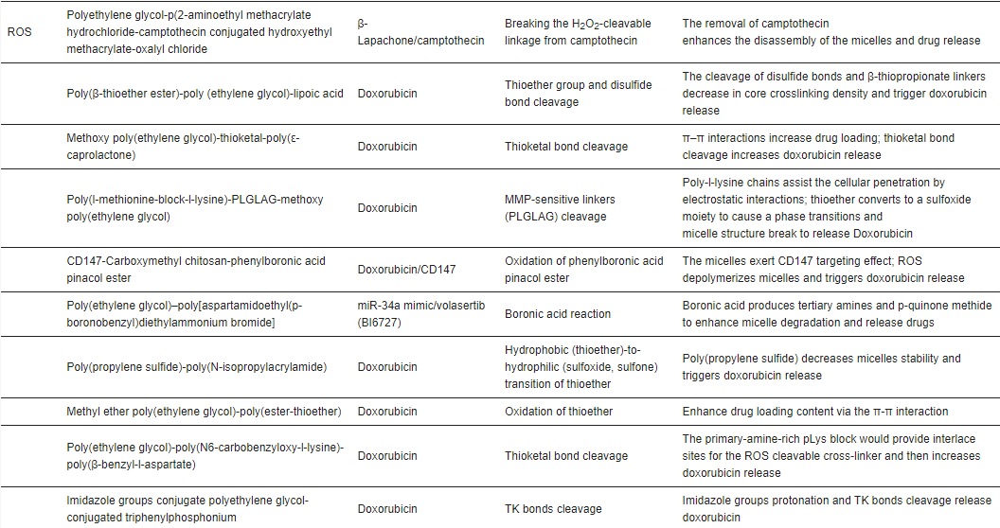 ROS
Polyethylene glycol-p(2-aminoethyl methacrylate
hydrochloride-camptothecin conjugated hydroxyethyl
methacrylate-oxalyl chloride
β-
Lapachone/camptothecin
Breaking the H₂O₂-cleavable
linkage from camptothecin
The removal of camptothecin
enhances the disassembly of the micelles and drug release
Poly(β-thioether ester)-poly (ethylene glycol)-lipoic acid
Doxorubicin
Thioether group and disulfide
bond cleavage
The cleavage of disulfide bonds and β-thiopropionate linkers
decrease in core crosslinking density and trigger doxorubicin
release
Methoxy poly(ethylene glycol)-thioketal-poly(ε-
caprolactone)
Doxorubicin
Thioketal bond cleavage
π–π interactions increase drug loading; thioketal bond
cleavage increases doxorubicin release
Poly(l-methionine-block-l-lysine)-PLGLAG-methoxy
poly(ethylene glycol)
Doxorubicin
MMP-sensitive linkers
(PLGLAG) cleavage
Poly-l-lysine chains assist the cellular penetration by
electrostatic interactions; thioether converts to a sulfoxide
moiety to cause a phase transitions and
micelle structure break to release Doxorubicin
CD147-Carboxymethyl chitosan-phenylboronic acid
pinacol ester
Doxorubicin/CD147
Oxidation of phenylboronic acid
pinacol ester
The micelles exert CD147 targeting effect; ROS
depolymerizes micelles and triggers doxorubicin release
Poly(ethylene glycol)–poly[aspartamidoethyl(p-
boronobenzyl)diethylammonium bromide]
miR-34a mimic/volasertib
(BI6727)
Boronic acid reaction
Boronic acid produces tertiary amines and p-quinone methide
to enhance micelle degradation and release drugs
Poly(propylene sulfide)-poly(N-isopropylacrylamide)
Doxorubicin
Hydrophobic (thioether)-to-
hydrophilic (sulfoxide, sulfone)
transition of thioether
Poly(propylene sulfide) decreases micelles stability and
triggers doxorubicin release
Methyl ether poly(ethylene glycol)-poly(ester-thioether)
Doxorubicin
Oxidation of thioether
Enhance drug loading content via the π-π interaction
Poly(ethylene glycol)-poly(N6-carbobenzyloxy-l-lysine)-
poly(β-benzyl-l-aspartate)
Doxorubicin
Thioketal bond cleavage
The primary-amine-rich pLys block would provide interlace
sites for the ROS cleavable cross-linker and then increases
doxorubicin release
Imidazole groups conjugate polyethylene glycol-
conjugated triphenylphosphonium
Doxorubicin
TK bonds cleavage
Imidazole groups protonation and TK bonds cleavage release
doxorubicin